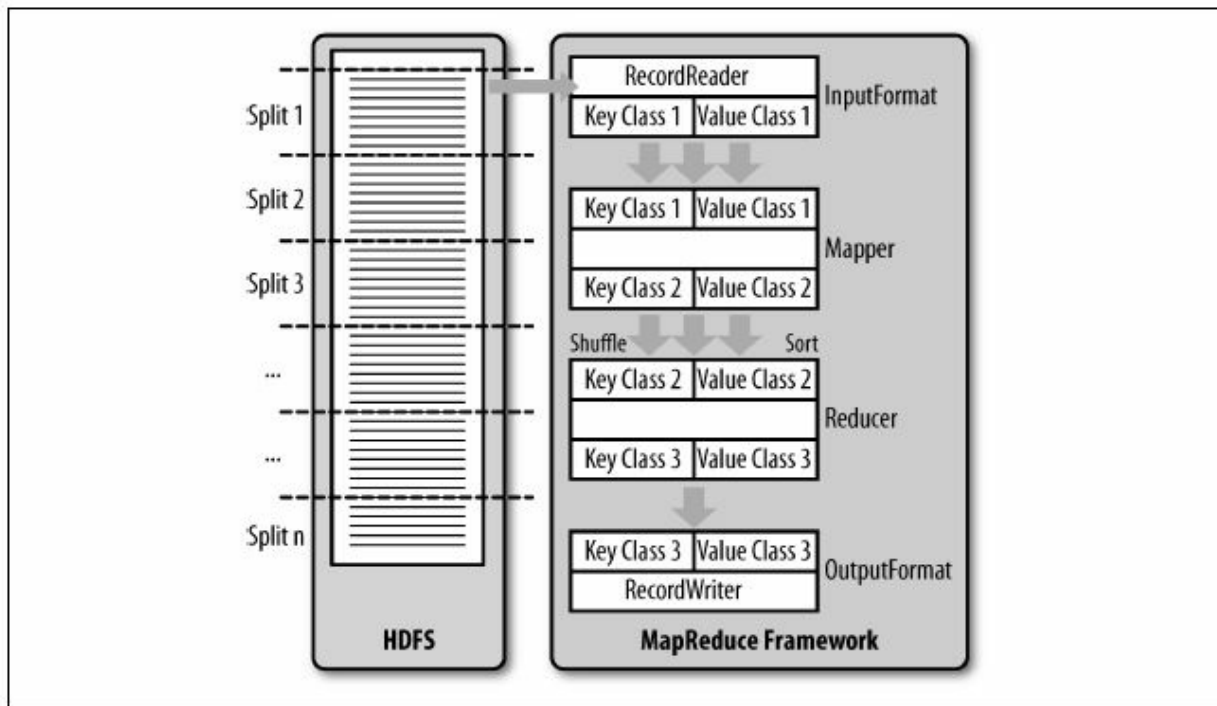 Split 1
Split 2
Split 3
...
...
Split n
HDFS
RecordReader
Key Class 1 Value Class 1
InputFormat
Key Class 1 Value Class 1
Mapper
Key Class 2 Value Class 2
Shuffle Sort
Key Class 2 Value Class 2
Reducer
Key Class 3 Value Class 3
Key Class 3 Value Class 3
OutputFormat
RecordWriter
MapReduce Framework